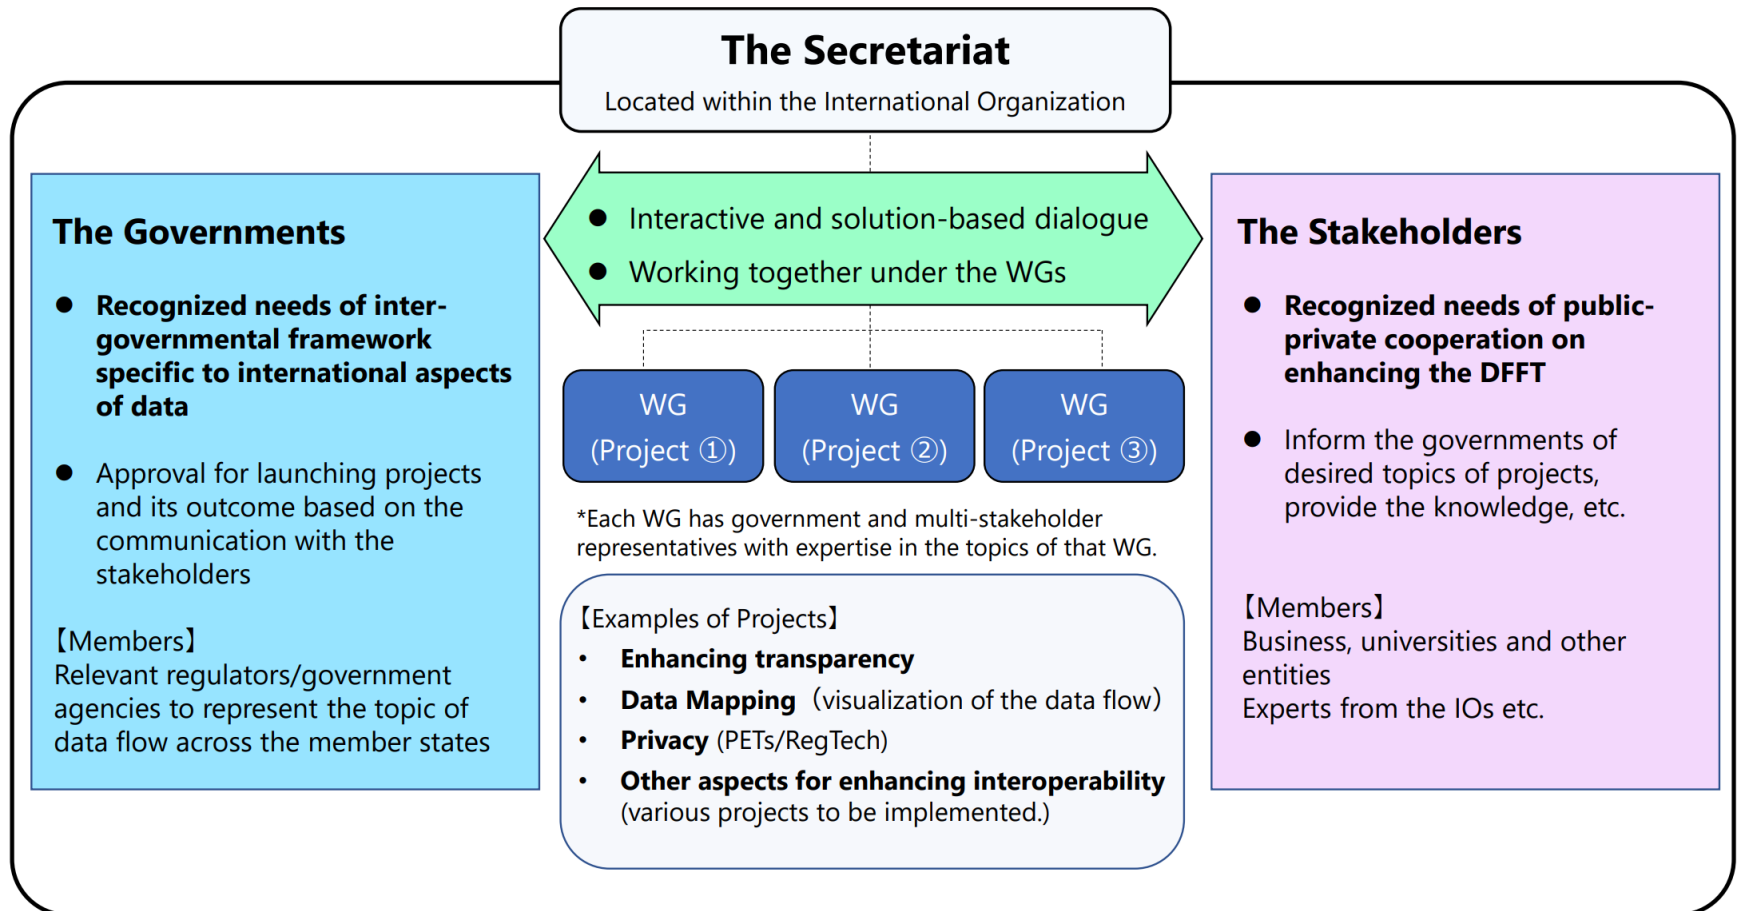 The Secretariat
Located within the International Organization
The Governments
● Recognized needs of inter-
governmental framework
specific to international aspects
of data
● Approval for launching projects
and its outcome based on the
communication with the
stakeholders
【Members】
Relevant regulators/government
agencies to represent the topic of
data flow across the member states
● Interactive and solution-based dialogue
● Working together under the WGs
WG
(Project ①)
WG
(Project ②)
WG
(Project ③)
*Each WG has government and multi-stakeholder
representatives with expertise in the topics of that WG.
【Examples of Projects】
• Enhancing transparency
• Data Mapping（visualization of the data flow）
• Privacy (PETs/RegTech)
• Other aspects for enhancing interoperability
(various projects to be implemented.)
The Stakeholders
● Recognized needs of public-
private cooperation on
enhancing the DFFT
● Inform the governments of
desired topics of projects,
provide the knowledge, etc.
【Members】
Business, universities and other
entities
Experts from the IOs etc.